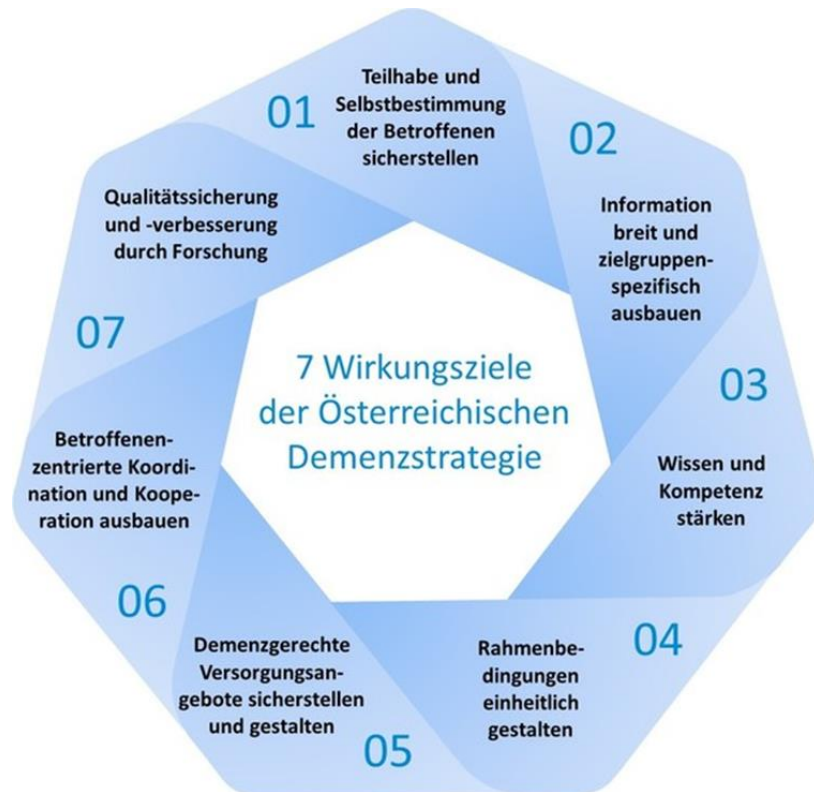 7 Wirkungsziele
der Österreichischen
Demenzstrategie
01
Teilhabe und
Selbstbestimmung
der Betroffenen
sicherstellen
02
Information
breit und
zielgruppen-
spezifisch
ausbauen
03
Wissen und
Kompetenz
stärken
04
Rahmenbe-
dingungen
einheitlich
gestalten
05
Demenzgerechte
Versorgungsan-
gebote sicherstellen
und gestalten
06
Betroffenen-
zentrierte Koordi-
nation und Koope-
ration ausbauen
07
Qualitätssicherung
und -verbesserung
durch Forschung